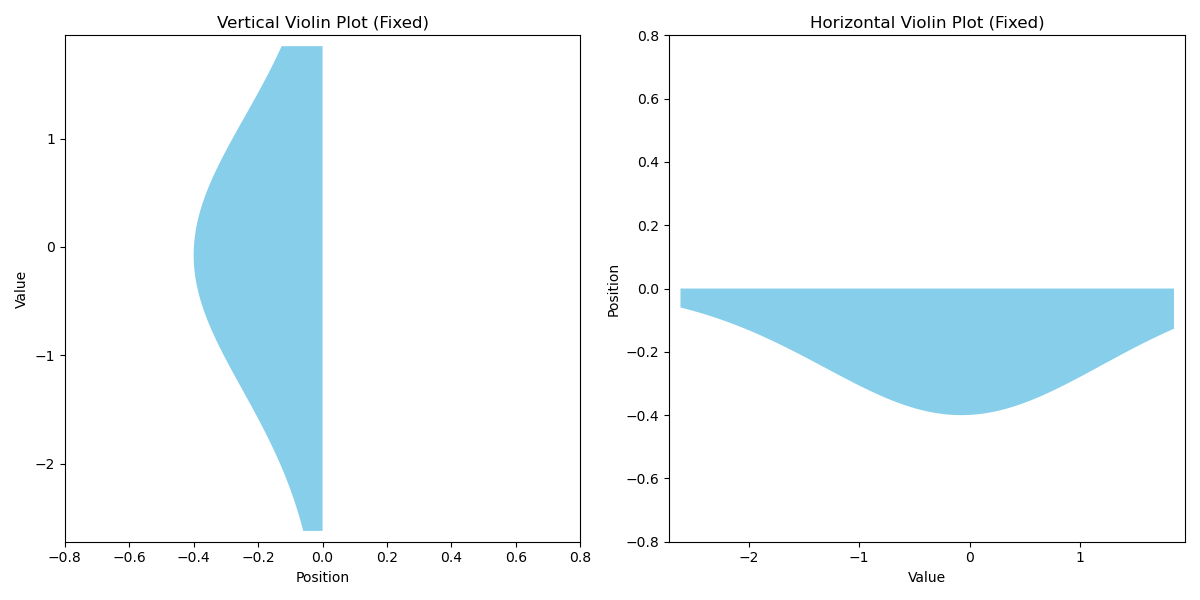 Vertical Violin Plot (Fixed)
1
0
−1
−2
Value
−0.8 −0.6 −0.4 −0.2 0.0 0.2 0.4 0.6 0.8
Position
Horizontal Violin Plot (Fixed)
0.8
0.6
0.4
0.2
0.0
−0.2
−0.4
−0.6
−0.8
Position
−2 −1 0 1
Value